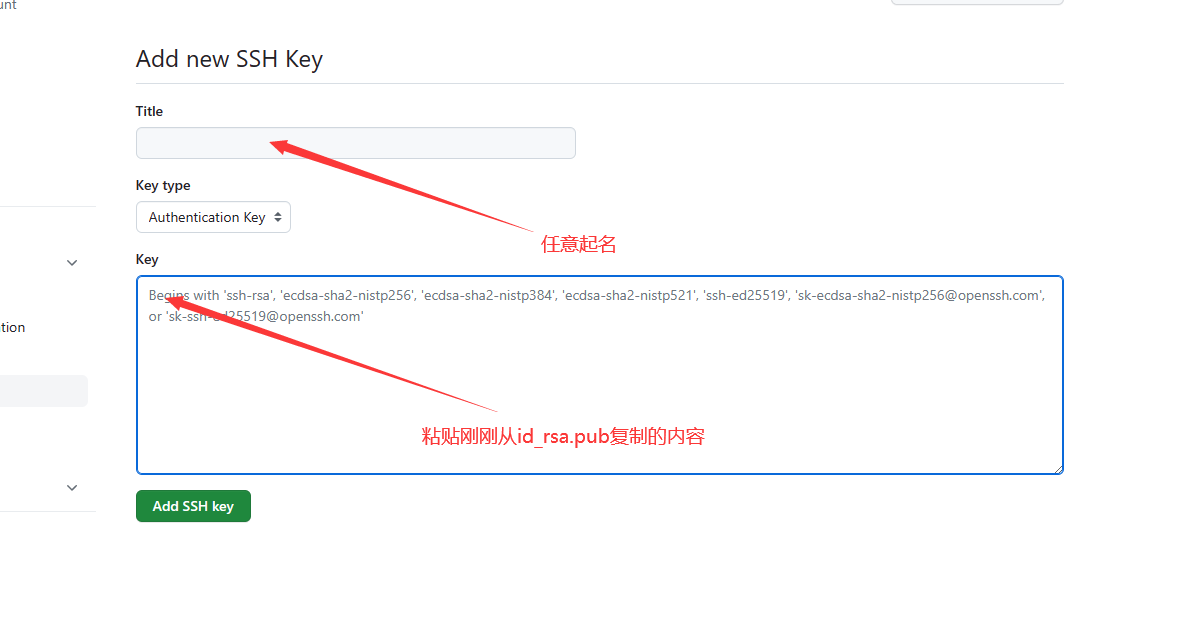 Add new SSH Key
Title
Key type
Authentication Key
任意起名
Key
Begins with 'ssh-rsa', 'ecdsa-sha2-nistp256', 'ecdsa-sha2-nistp384', 'ecdsa-sha2-nistp521', 'ssh-ed25519', 'sk-ecdsa-sha2-nistp256@openssh.com',
or 'sk-ssh-ed25519@openssh.com'
tion
粘贴刚刚从id_rsa.pub复制的内容
Add SSH key